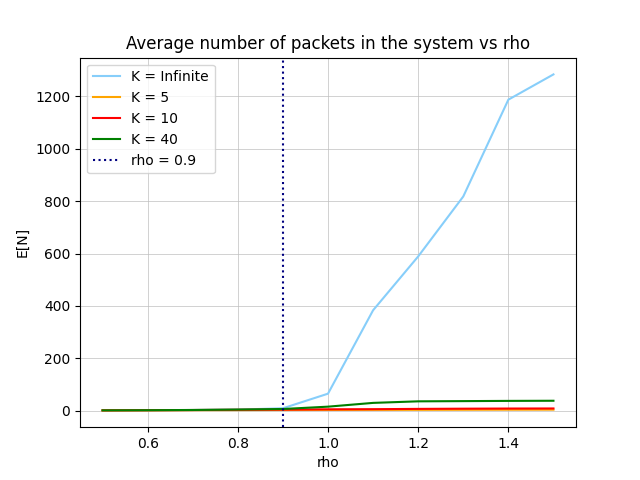 Average number of packets in the system vs rho
K = Infinite
K = 5
K = 10
K = 40
rho = 0.9
E[N]
1200
1000
800
600
400
200
0
0.6 0.8 1.0 1.2 1.4
rho